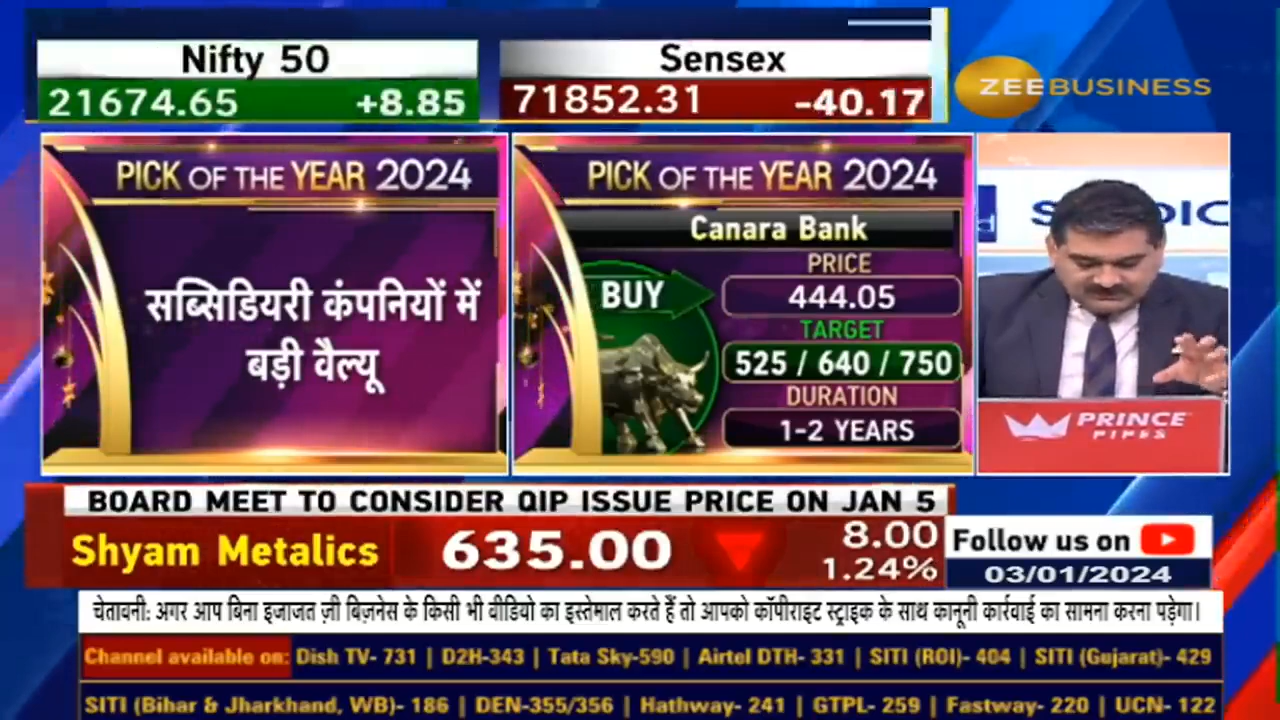 Nifty 50
21674.65 +8.85
Sensex
71852.31 -40.17
ZEEBUSINESS
PICK OF THE YEAR 2024
सब्सिडियरी कंपनियों में
बड़ी वैल्यू
PICK OF THE YEAR 2024
Canara Bank
BUY
PRICE
444.05
TARGET
525 / 640 / 750
DURATION
1-2 YEARS
PRINCE
PIPES
BOARD MEET TO CONSIDER QIP ISSUE PRICE ON JAN 5
Shyam Metalics 635.00 8.00
1.24%
Follow us on
03/01/2024
चेतावनी: अगर आप बिना इजाजत ज़ी बिज़नेस के किसी भी वीडियो का इस्तेमाल करते हैं तो आपको कॉपीराइट स्ट्राइक के साथ कानूनी कार्रवाई का सामना करना पड़ेगा।
Channel available on: Dish TV- 731 | D2H-343 | Tata Sky-590 | Airtel DTH- 331 | SITI (ROI)- 404 | SITI (Gujarat)- 429
SITI (Bihar & Jharkhand, WB)- 186 | DEN-355/356 | Hathway- 241 | GTPL- 259 | Fastway- 220 | UCN- 122